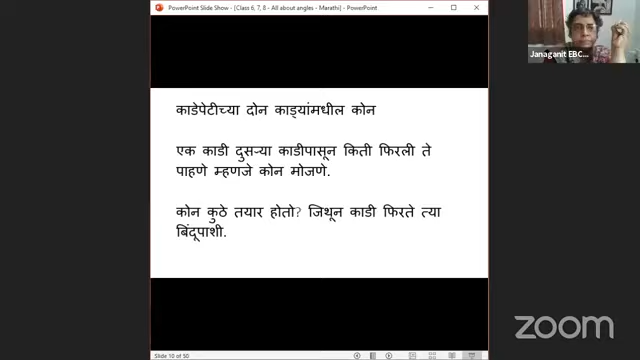 PowerPoint Slide Show - [Class 6, 7, 8 - All about angles - Marathi] - PowerPoint
Janaganit EBC...
काडेपेटीच्या दोन काड्यांमधील कोन
एक काडी दुसऱ्या काडीपासून किती फिरली ते
पाहणे म्हणजे कोन मोजणे.
कोन कुठे तयार होतो? जिथून काडी फिरते त्या
बिंदूपाशी.
zoom
Slide 10 of 50